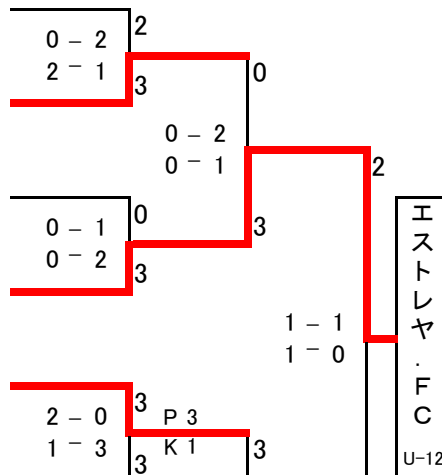 0 – 2 2
2 – 1 3
0
0 – 2
0 – 1
2
0 – 1 0
0 – 2 3
3
1 – 1
1 – 0
2 – 0 3 P 3
1 – 3 3 K 1 3
エストレヤ.FC
U-12